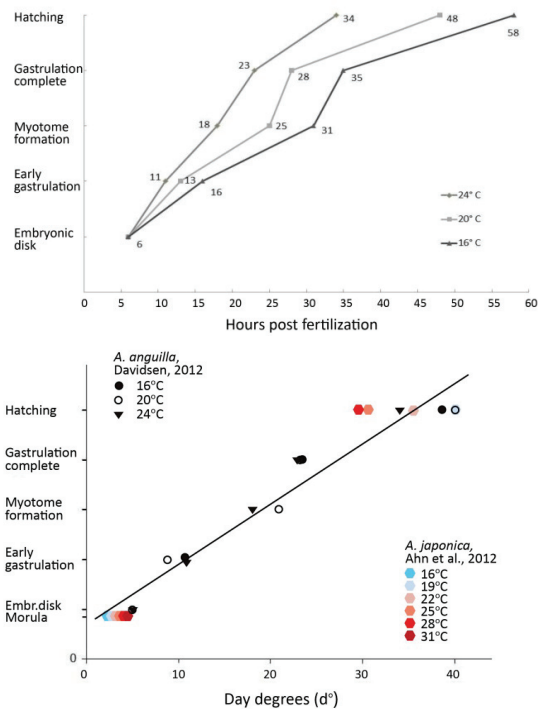 Hatching
34
48
58
23
Gastrulation
complete
28
35
Myotome
formation
18
25
31
Early
gastrulation
11
13
16
24° C
20° C
16° C
Embryonic
disk
6
0 5 10 15 20 25 30 35 40 45 50 55 60
Hours post fertilization
A. anguilla,
Davidsen, 2012
16°C
20°C
24°C
Hatching
Gastrulation
complete
Myotome
formation
Early
gastrulation
A. japonica,
Ahn et al., 2012
16°C
19°C
22°C
25°C
28°C
31°C
Embr.disk
Morula
0
0 10 20 30 40
Day degrees (d°)